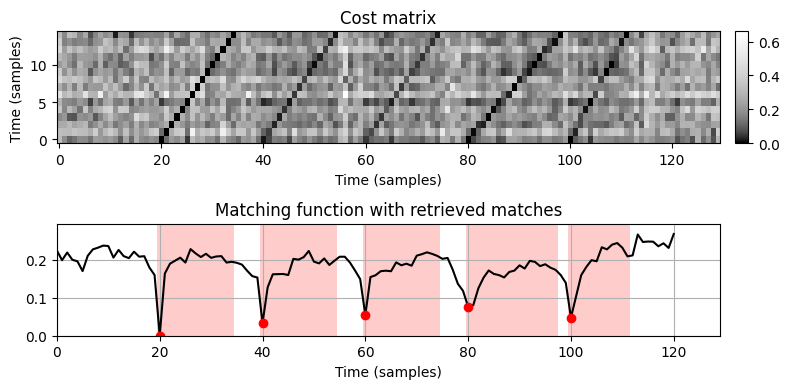 Cost matrix
Time (samples)
10
5
0
0 20 40 60 80 100 120
Time (samples)
0.6
0.4
0.2
0.0
Matching function with retrieved matches
0.2
0.1
0.0
0 20 40 60 80 100 120
Time (samples)